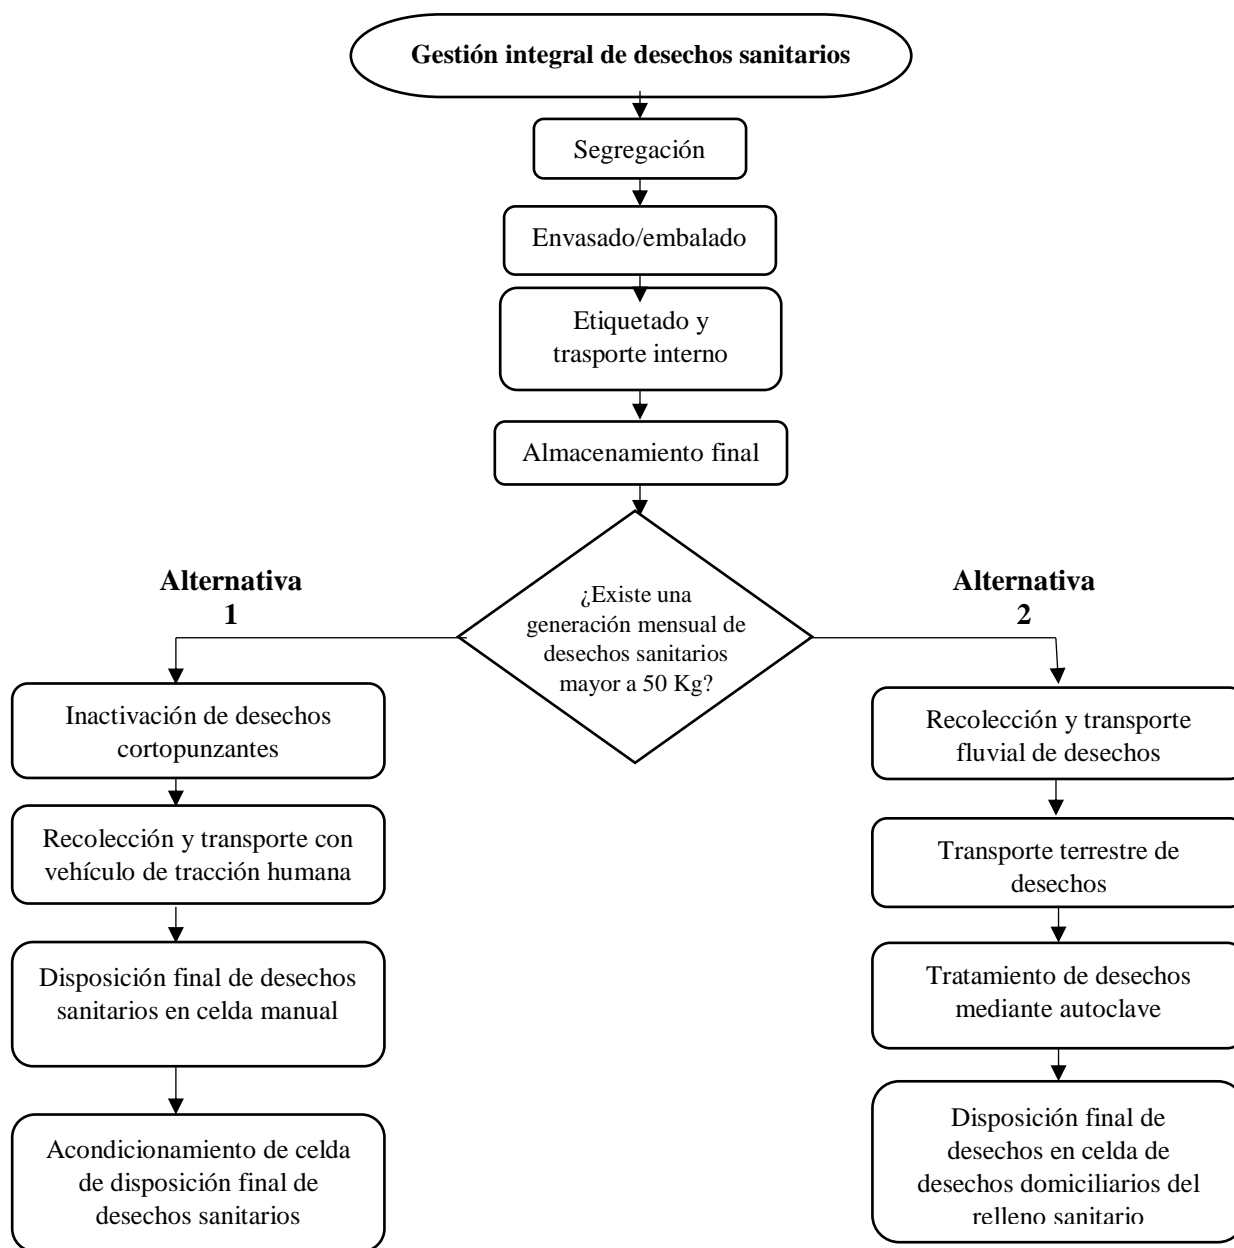 Gestión integral de desechos sanitarios
Segregación
Envasado/embalado
Etiquetado y
trasporte interno
Almacenamiento final
¿Existe una
generación mensual de
desechos sanitarios
mayor a 50 Kg?
Alternativa
1
Inactivación de desechos
cortopunzantes
Recolección y transporte con
vehículo de tracción humana
Disposición final de desechos
sanitarios en celda manual
Acondicionamiento de celda
de disposición final de
desechos sanitarios
Alternativa
2
Recolección y transporte
fluvial de desechos
Transporte terrestre de
desechos
Tratamiento de desechos
mediante autoclave
Disposición final de
desechos en celda de
desechos domiciliarios del
relleno sanitario